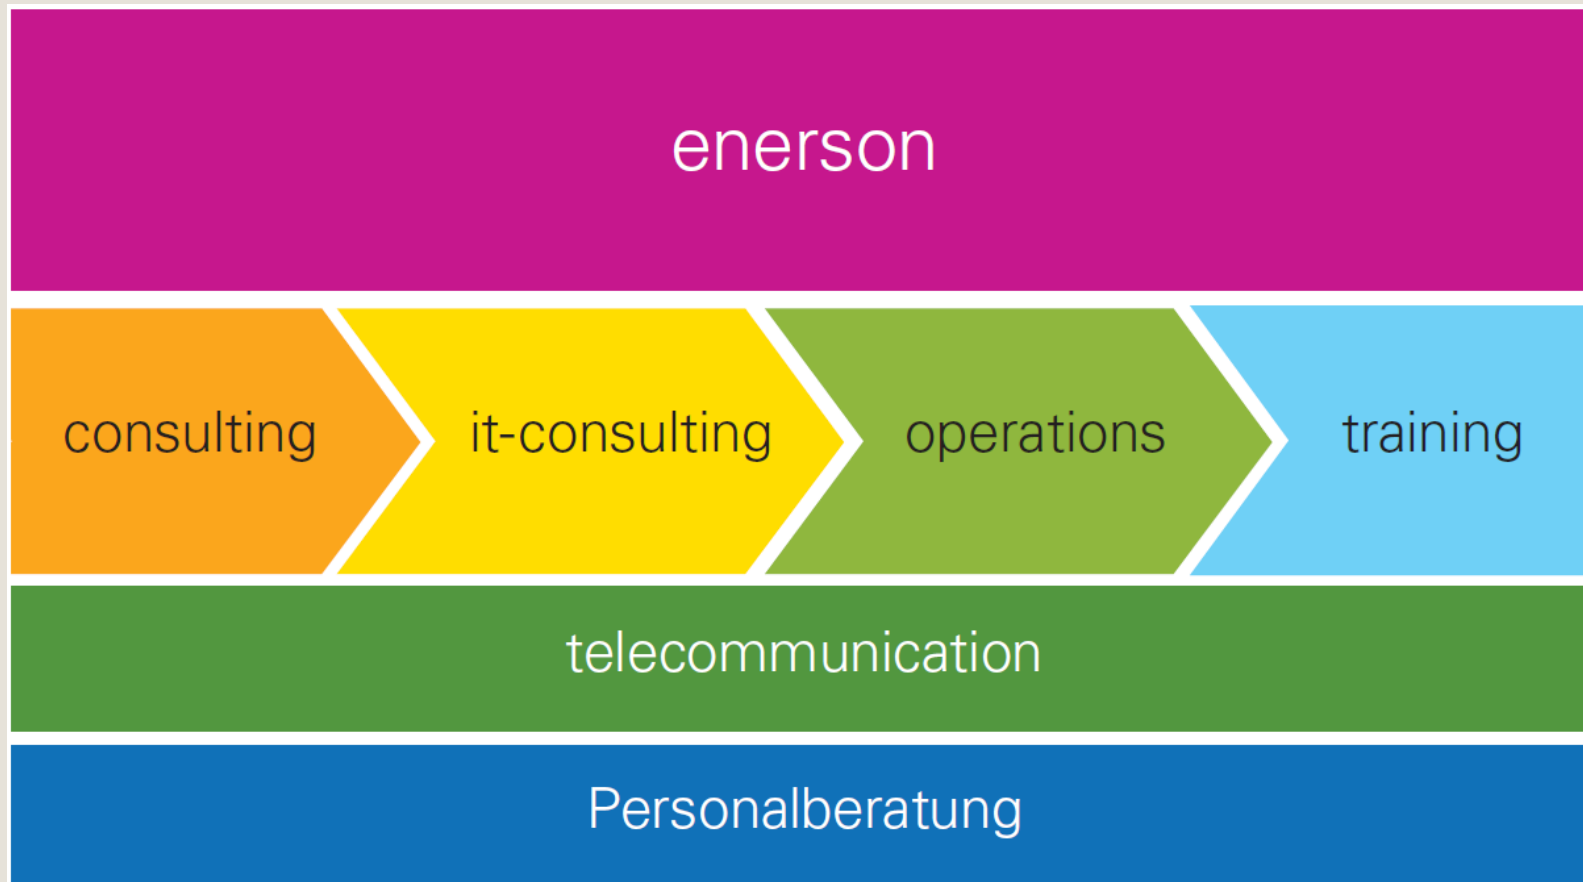 enerson
consulting
it-consulting
operations
training
telecommunication
Personalberatung